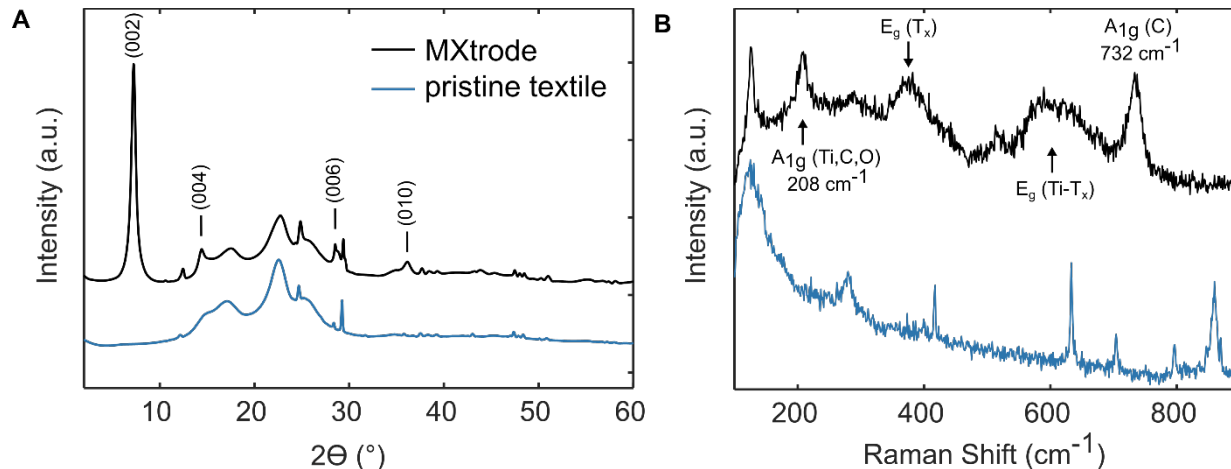 A
(002)
MXtrode
pristine textile
(004)
(006)
(010)
Intensity (a.u.)
10 20 30 40 50 60
2Θ (°)
B
Eg (Tx)
A1g (C)
732 cm-1
A1g (Ti,C,O)
208 cm-1
Eg (Ti-Tx)
Intensity (a.u.)
200 400 600 800
Raman Shift (cm-1)